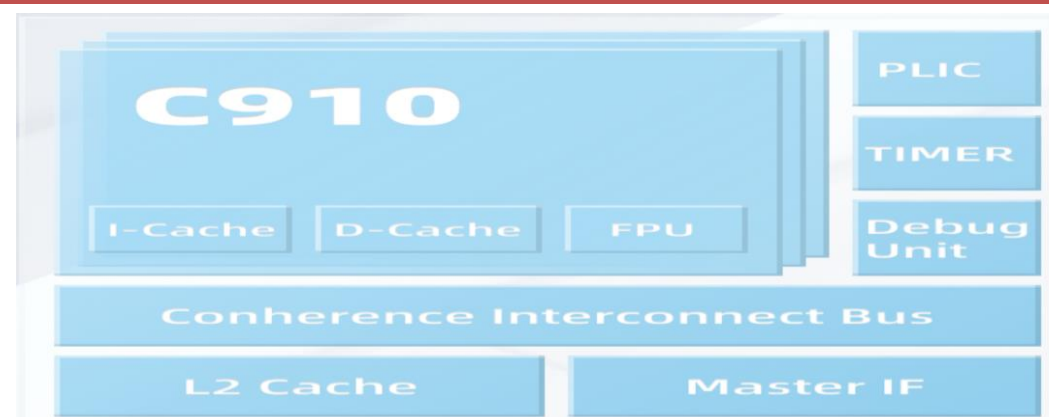 C910
I-Cache
D-Cache
FPU
PLIC
TIMER
Debug
Unit
Conherence Interconnect Bus
L2 Cache
Master IF